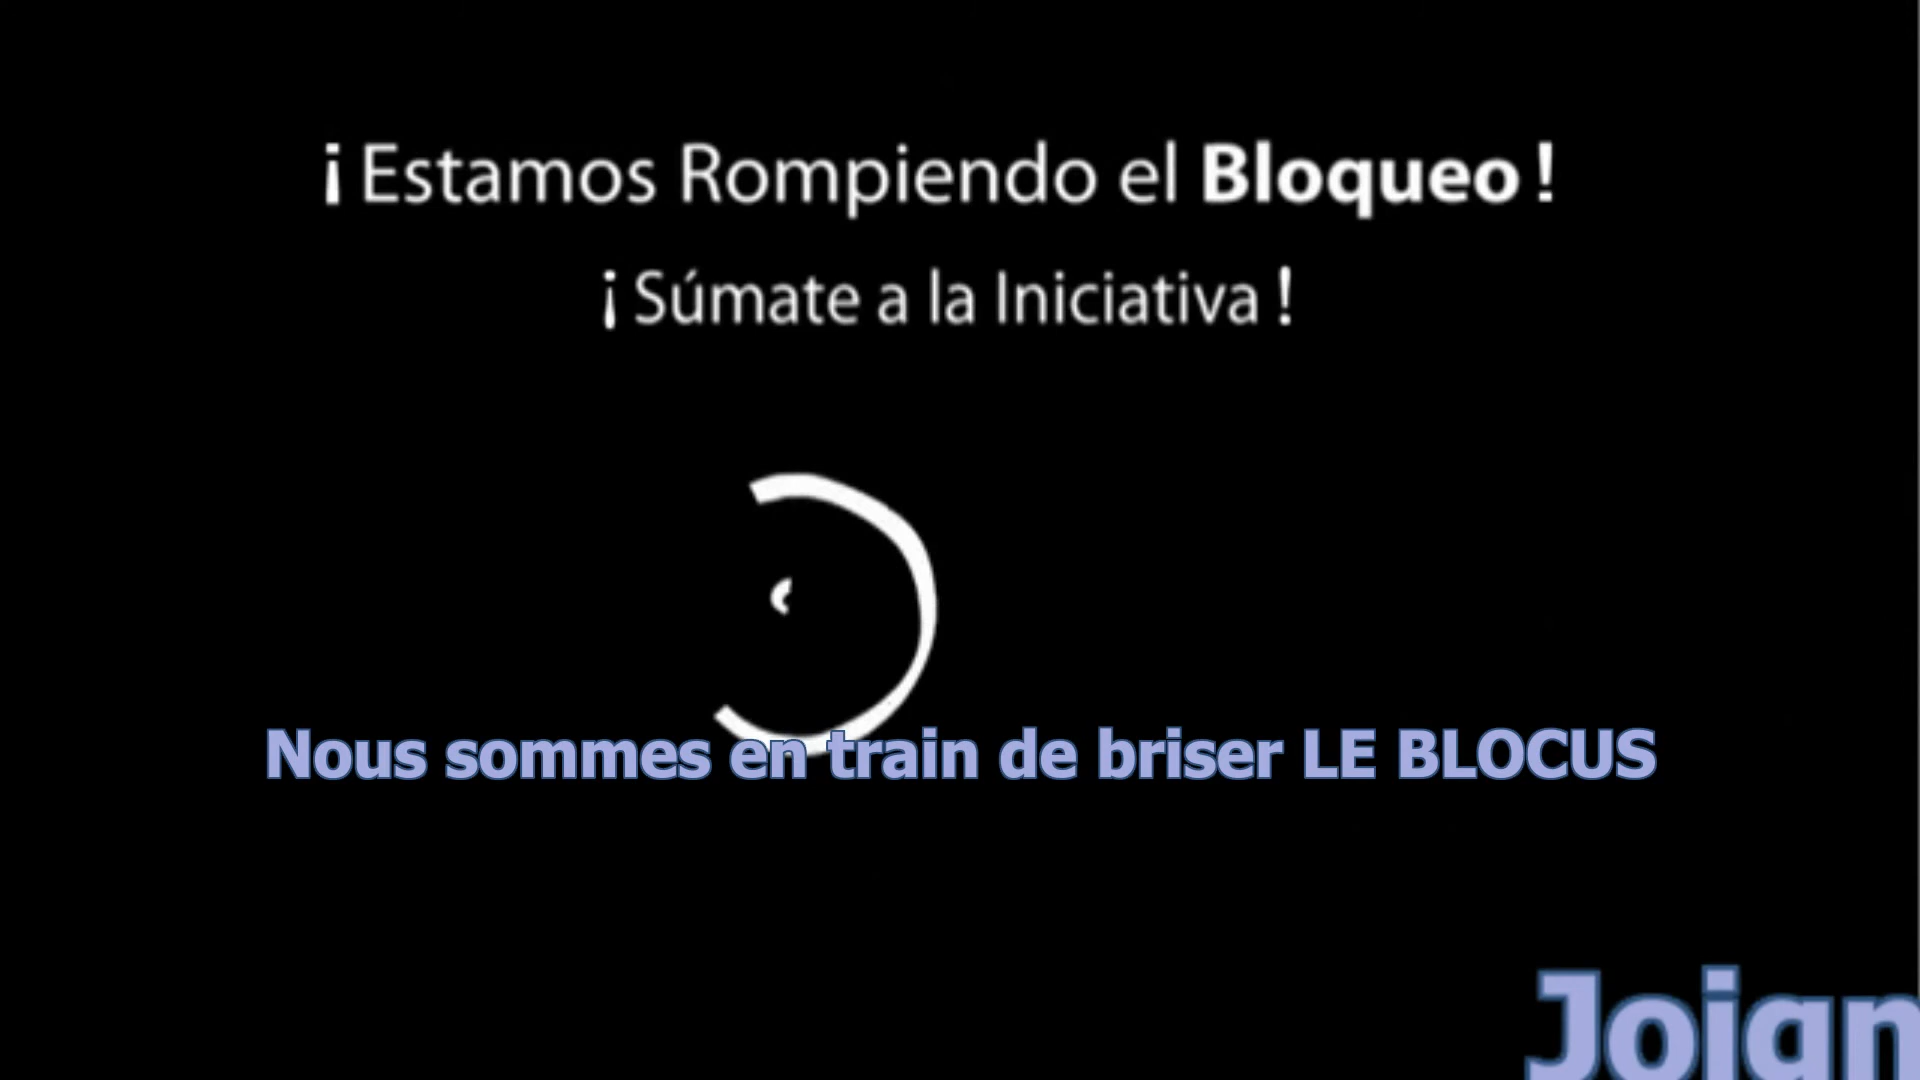 ¡Estamos Rompiendo el Bloqueo!
¡Súmate a la Iniciativa!
Nous sommes en train de briser LE BLOCUS